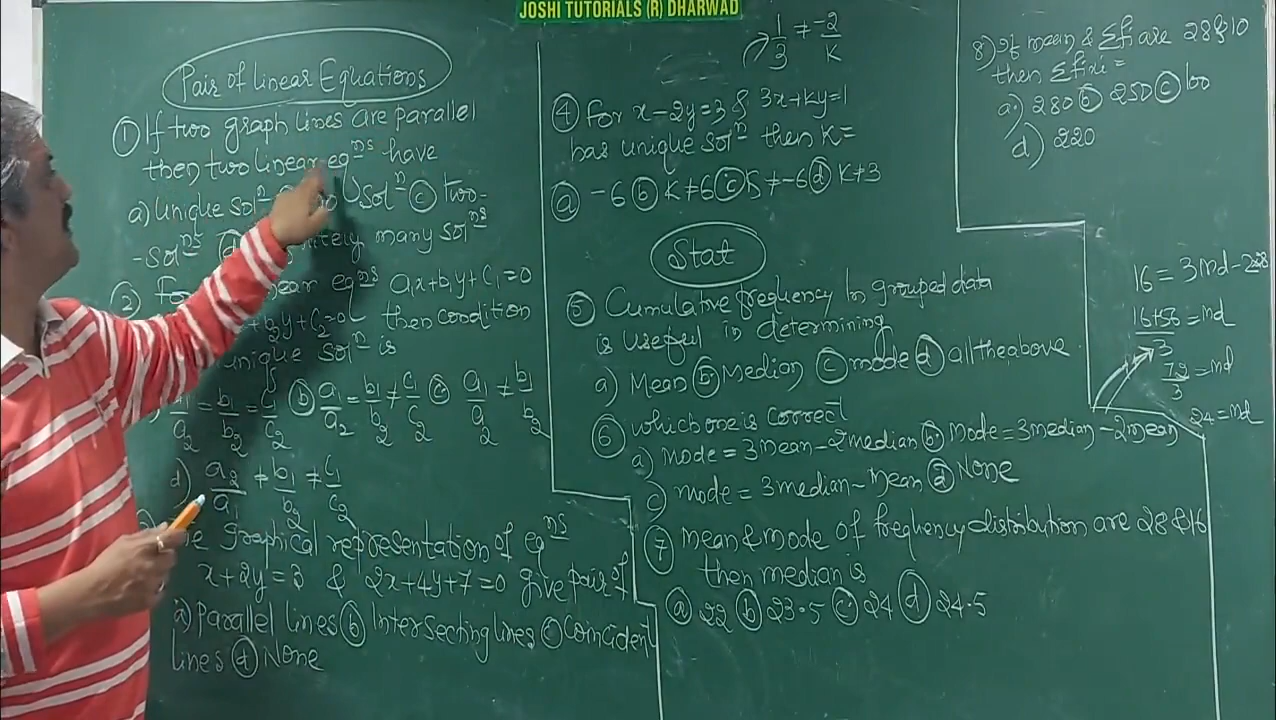 JOSHI TUTORIALS (R) DHARWAD
Pair of linear Equations
① If two graph lines are parallel
then two linear eqⁿˢ have
a) Unique solⁿ solⁿ ⓒ two-
-solⁿˢ ⓓ many solⁿˢ
② for eqⁿˢ a₁x+b₁y+c₁=0
+b₂y+c₂=0 then condition
unique solⁿ is
a₁/a₂ = b₁/b₂ = c₁/c₂ ⓑ a₁/a₂ = b₁/b₂ ≠ c₁/c₂ ⓒ a₁/a₂ ≠ b₁/b₂
d) a₂/a₁ ≠ b₁/b₂ ≠ c₁/c₂
Graphical representation of eqⁿˢ
x+2y=3 & 2x+4y+7=0 give pair of
a) Parallel lines ⓑ Intersecting lines ⓒ Coincident
lines ⓓ None
1/3 ≠ -2/K
④ For x-2y=3 & 3x+ky=1
has unique solⁿ then K=
ⓐ -6 ⓑ K≠6 ⓒ K≠-6 ⓓ K≠3
Stat
⑤ Cumulative frequency In grouped data
is useful in determining
a) Mean ⓑ Median ⓒ mode ⓓ all the above
⑥ which one is correct
a) mode = 3mean-2median ⓑ Mode = 3median-2mean
c) mode = 3median-mean ⓓ None
⑦ mean & mode of frequency distribution are 28 & 16
then median is
ⓐ 22 ⓑ 23.5 ⓒ 24 ⓓ 24.5
8) If mean & Σfi are 28 & 10
then Σfixi =
a) 280 ⓑ 250 ⓒ 100
d) 220
16 = 3Md-2×28
16+56/3 = Md
72/3 = Md
24 = Md